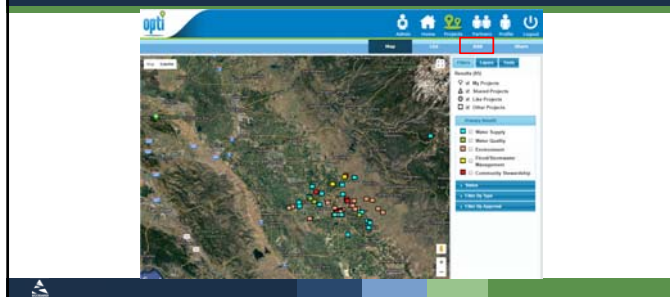 opti
Admin Home Projects Partners Profile Logout
Map List Add Share
Map Satellite
Filters Layers Tools
Results (85)
My Projects
Shared Projects
Like Projects
Other Projects
Primary Benefit
Water Supply
Water Quality
Environment
Flood/Stormwater
Management
Community Stewardship
Status
Filter By Type
Filter By Approval